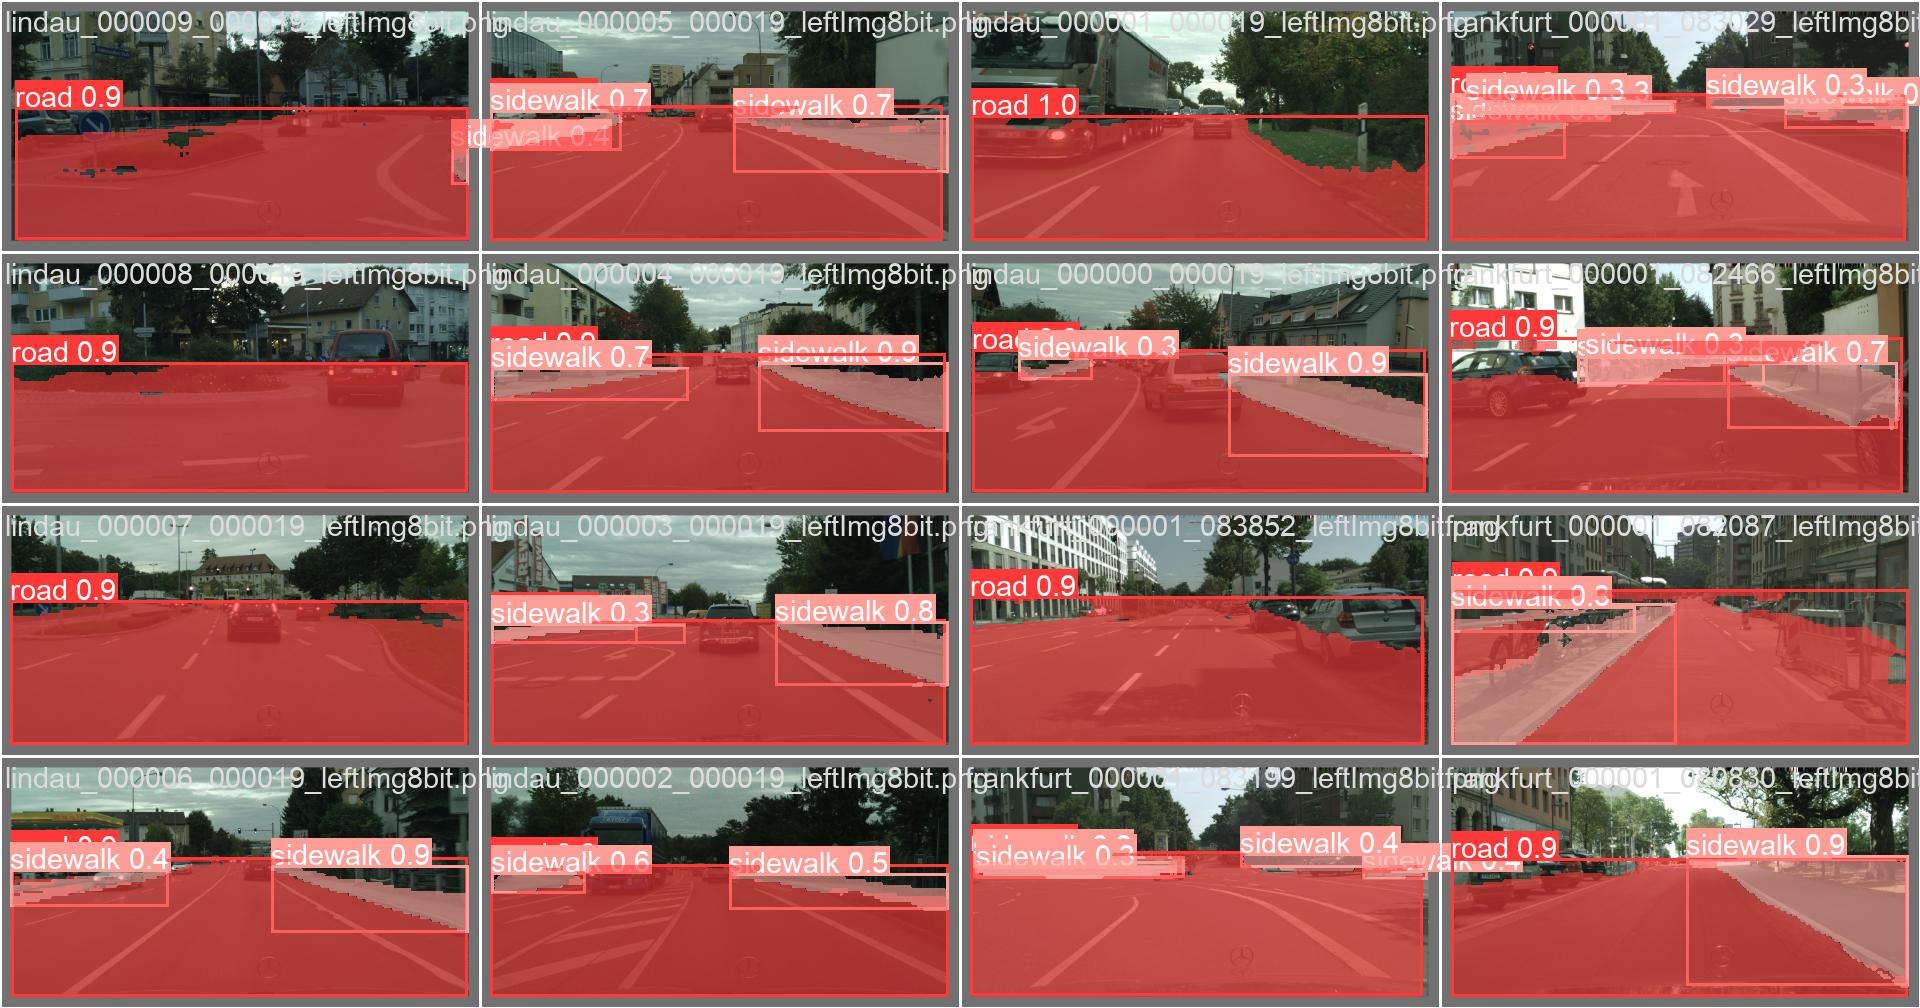 lindau_000009_000019_leftImg8bit.png
road 0.9
sidewalk 0.4
lindau_000005_000019_leftImg8bit.png
sidewalk 0.7
sidewalk 0.7
lindau_000001_000019_leftImg8bit.png
road 1.0
frankfurt_000001_083029_leftImg8bit
sidewalk 0.3
sidewalk 0.3
lindau_000008_000019_leftImg8bit.png
road 0.9
lindau_000004_000019_leftImg8bit.png
road 0.9
sidewalk 0.7
sidewalk 0.9
lindau_000000_000019_leftImg8bit.png
road
sidewalk 0.3
sidewalk 0.9
frankfurt_000001_082466_leftImg8bit
road 0.9
sidewalk 0.3
sidewalk 0.7
lindau_000007_000019_leftImg8bit.png
road 0.9
lindau_000003_000019_leftImg8bit.png
sidewalk 0.3
sidewalk 0.8
frankfurt_000001_083852_leftImg8bit.png
road 0.9
frankfurt_000001_082087_leftImg8bit
road 0.9
sidewalk 0.3
lindau_000006_000019_leftImg8bit.png
sidewalk 0.4
sidewalk 0.9
lindau_000002_000019_leftImg8bit.png
sidewalk 0.6
sidewalk 0.5
frankfurt_000001_083199_leftImg8bit.png
sidewalk 0.3
sidewalk 0.4
sidewalk 0.4
frankfurt_000001_080830_leftImg8bit
road 0.9
sidewalk 0.9